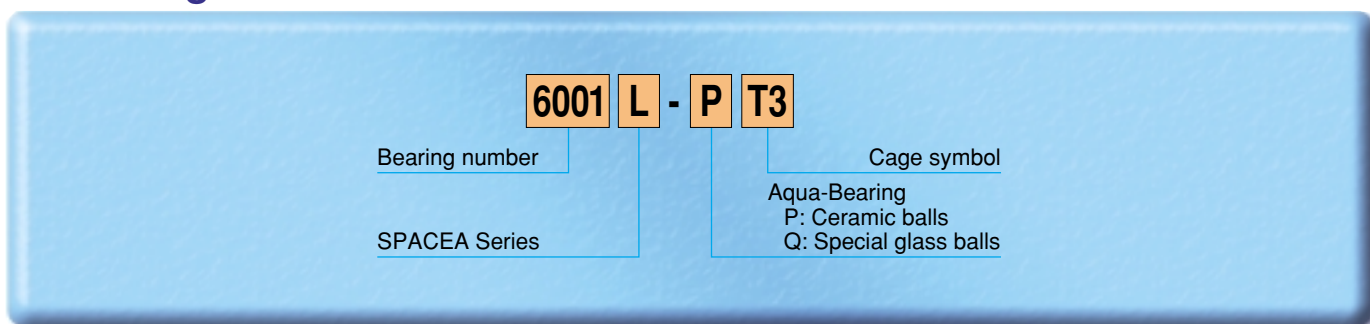 6001 L - P T3
Bearing number
Cage symbol
Aqua-Bearing
P: Ceramic balls
SPACEA Series
Q: Special glass balls